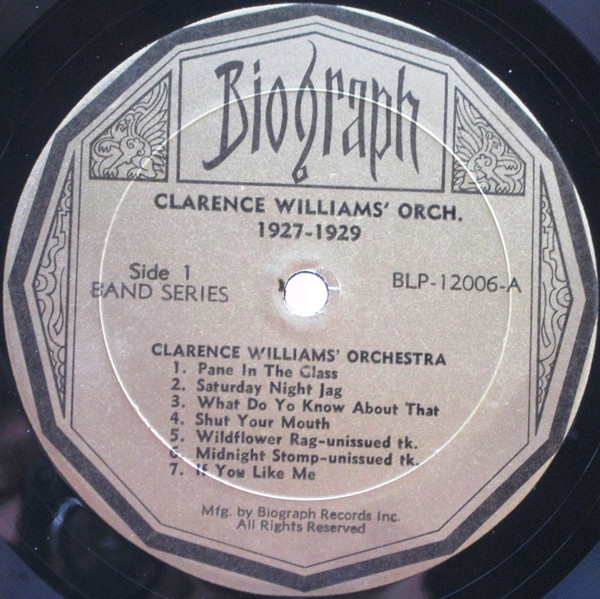 Biograph
CLARENCE WILLIAMS' ORCH.
1927-1929
Side 1
BAND SERIES
BLP-12006-A
CLARENCE WILLIAMS' ORCHESTRA
1. Pane In The Glass
2. Saturday Night Jag
3. What Do Yo Know About That
4. Shut Your Mouth
5. Wildflower Rag-unissued tk.
6. Midnight Stomp-unissued tk.
7. If You Like Me
Mfg. by Biograph Records Inc.
All Rights Reserved